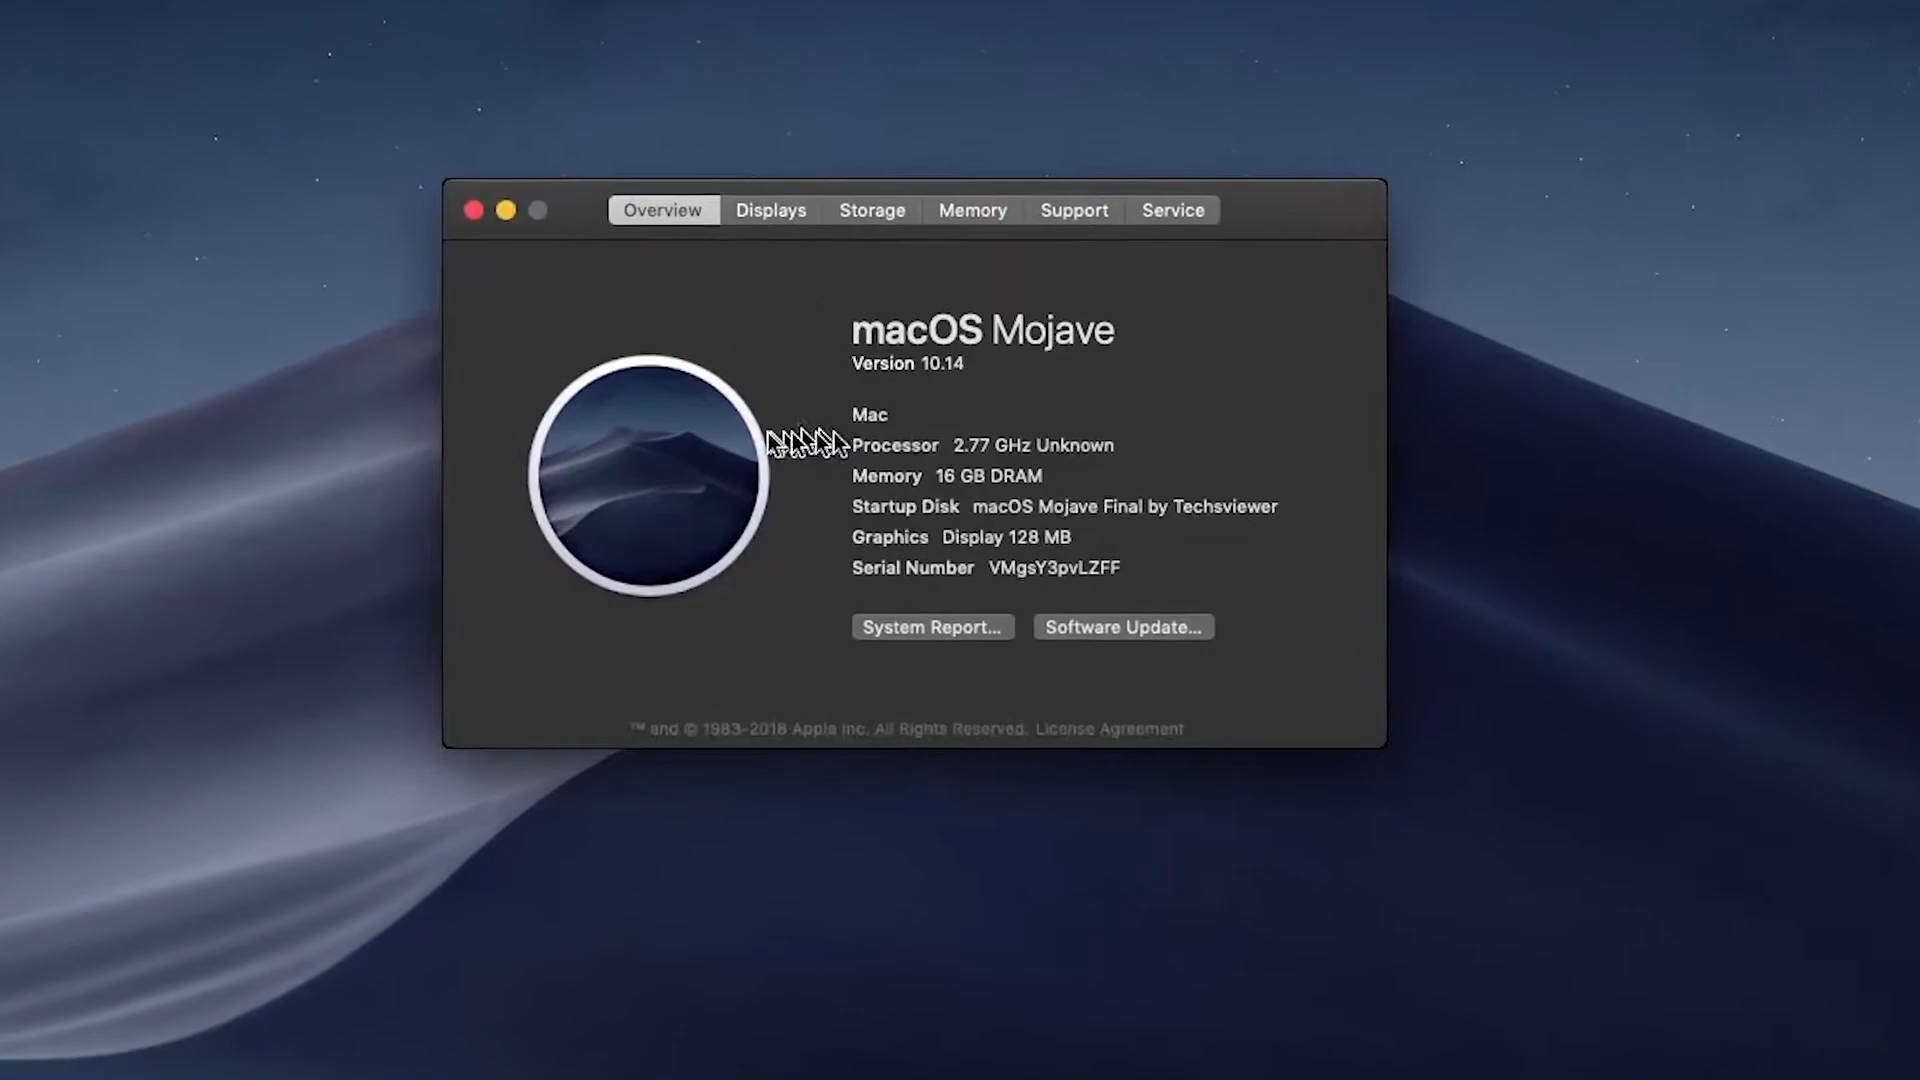 Overview Displays Storage Memory Support Service
macOS Mojave
Version 10.14
Mac
Processor 2.77 GHz Unknown
Memory 16 GB DRAM
Startup Disk macOS Mojave Final by Techsviewer
Graphics Display 128 MB
Serial Number VMgsY3pvLZFF
System Report... Software Update...
™ and © 1983-2018 Apple Inc. All Rights Reserved. License Agreement